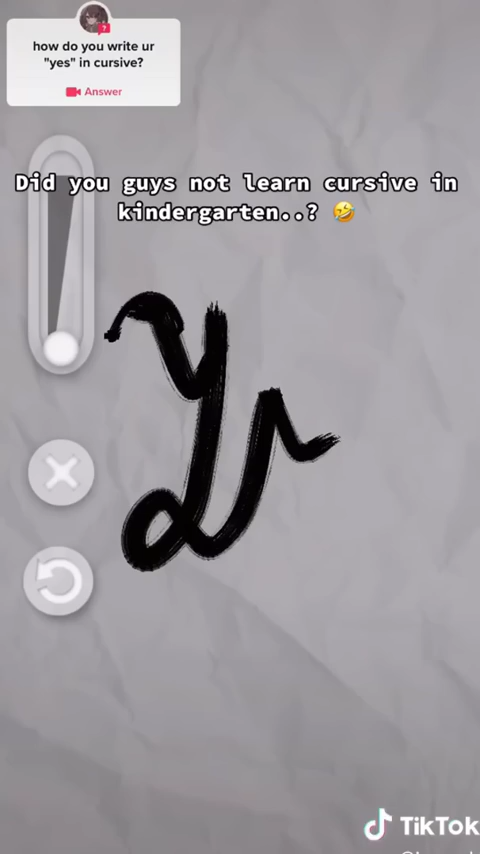 how do you write ur
"yes" in cursive?
Answer
Did you guys not learn cursive in
kindergarten..? 🤣
TikTok